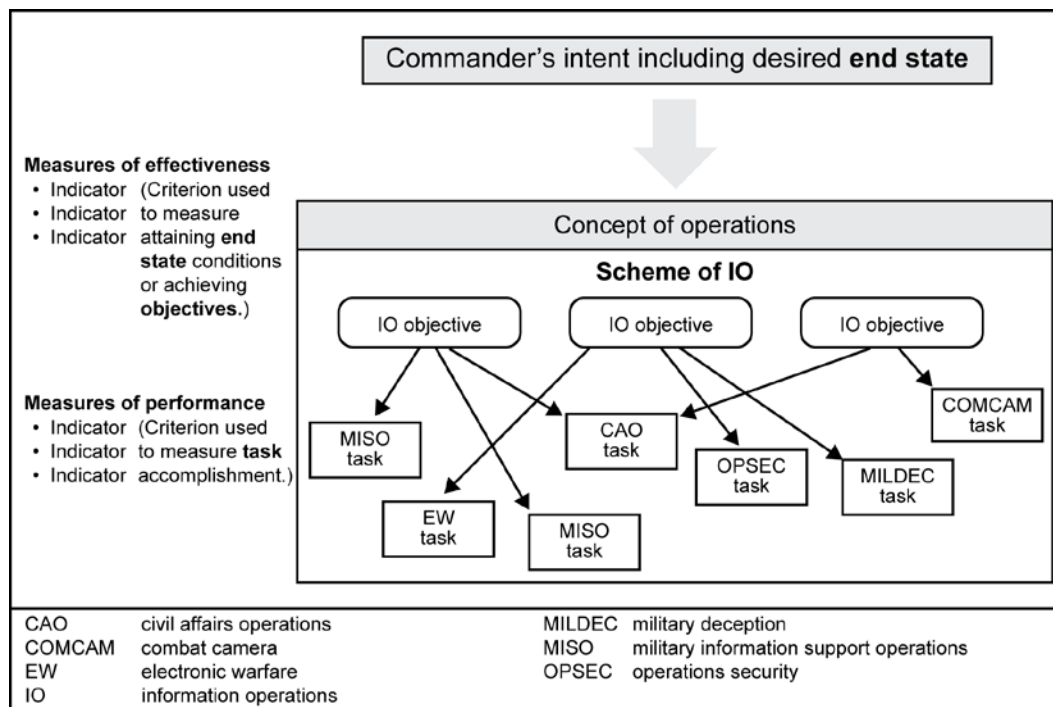 Commander's intent including desired end state
Measures of effectiveness
• Indicator (Criterion used
• Indicator to measure
• Indicator attaining end
state conditions
or achieving
objectives.)
Measures of performance
• Indicator (Criterion used
• Indicator to measure task
• Indicator accomplishment.)
Concept of operations
Scheme of IO
IO objective
IO objective
IO objective
MISO
task
CAO
task
COMCAM
task
OPSEC
task
MILDEC
task
EW
task
MISO
task
CAO civil affairs operations
COMCAM combat camera
EW electronic warfare
IO information operations
MILDEC military deception
MISO military information support operations
OPSEC operations security